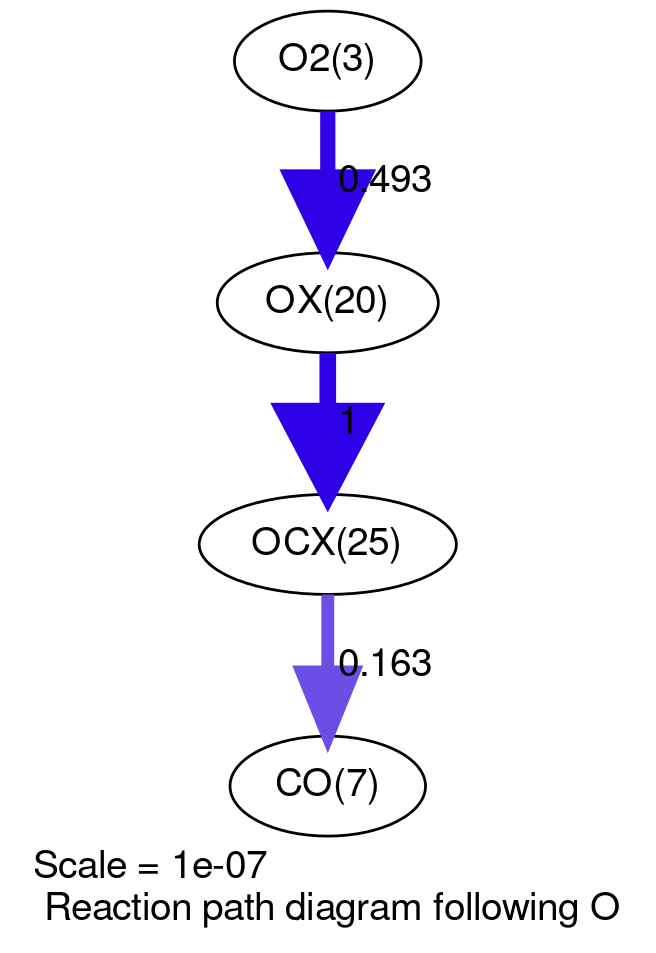 O2(3)
0.493
OX(20)
1
OCX(25)
0.163
CO(7)
Scale = 1e-07
Reaction path diagram following O